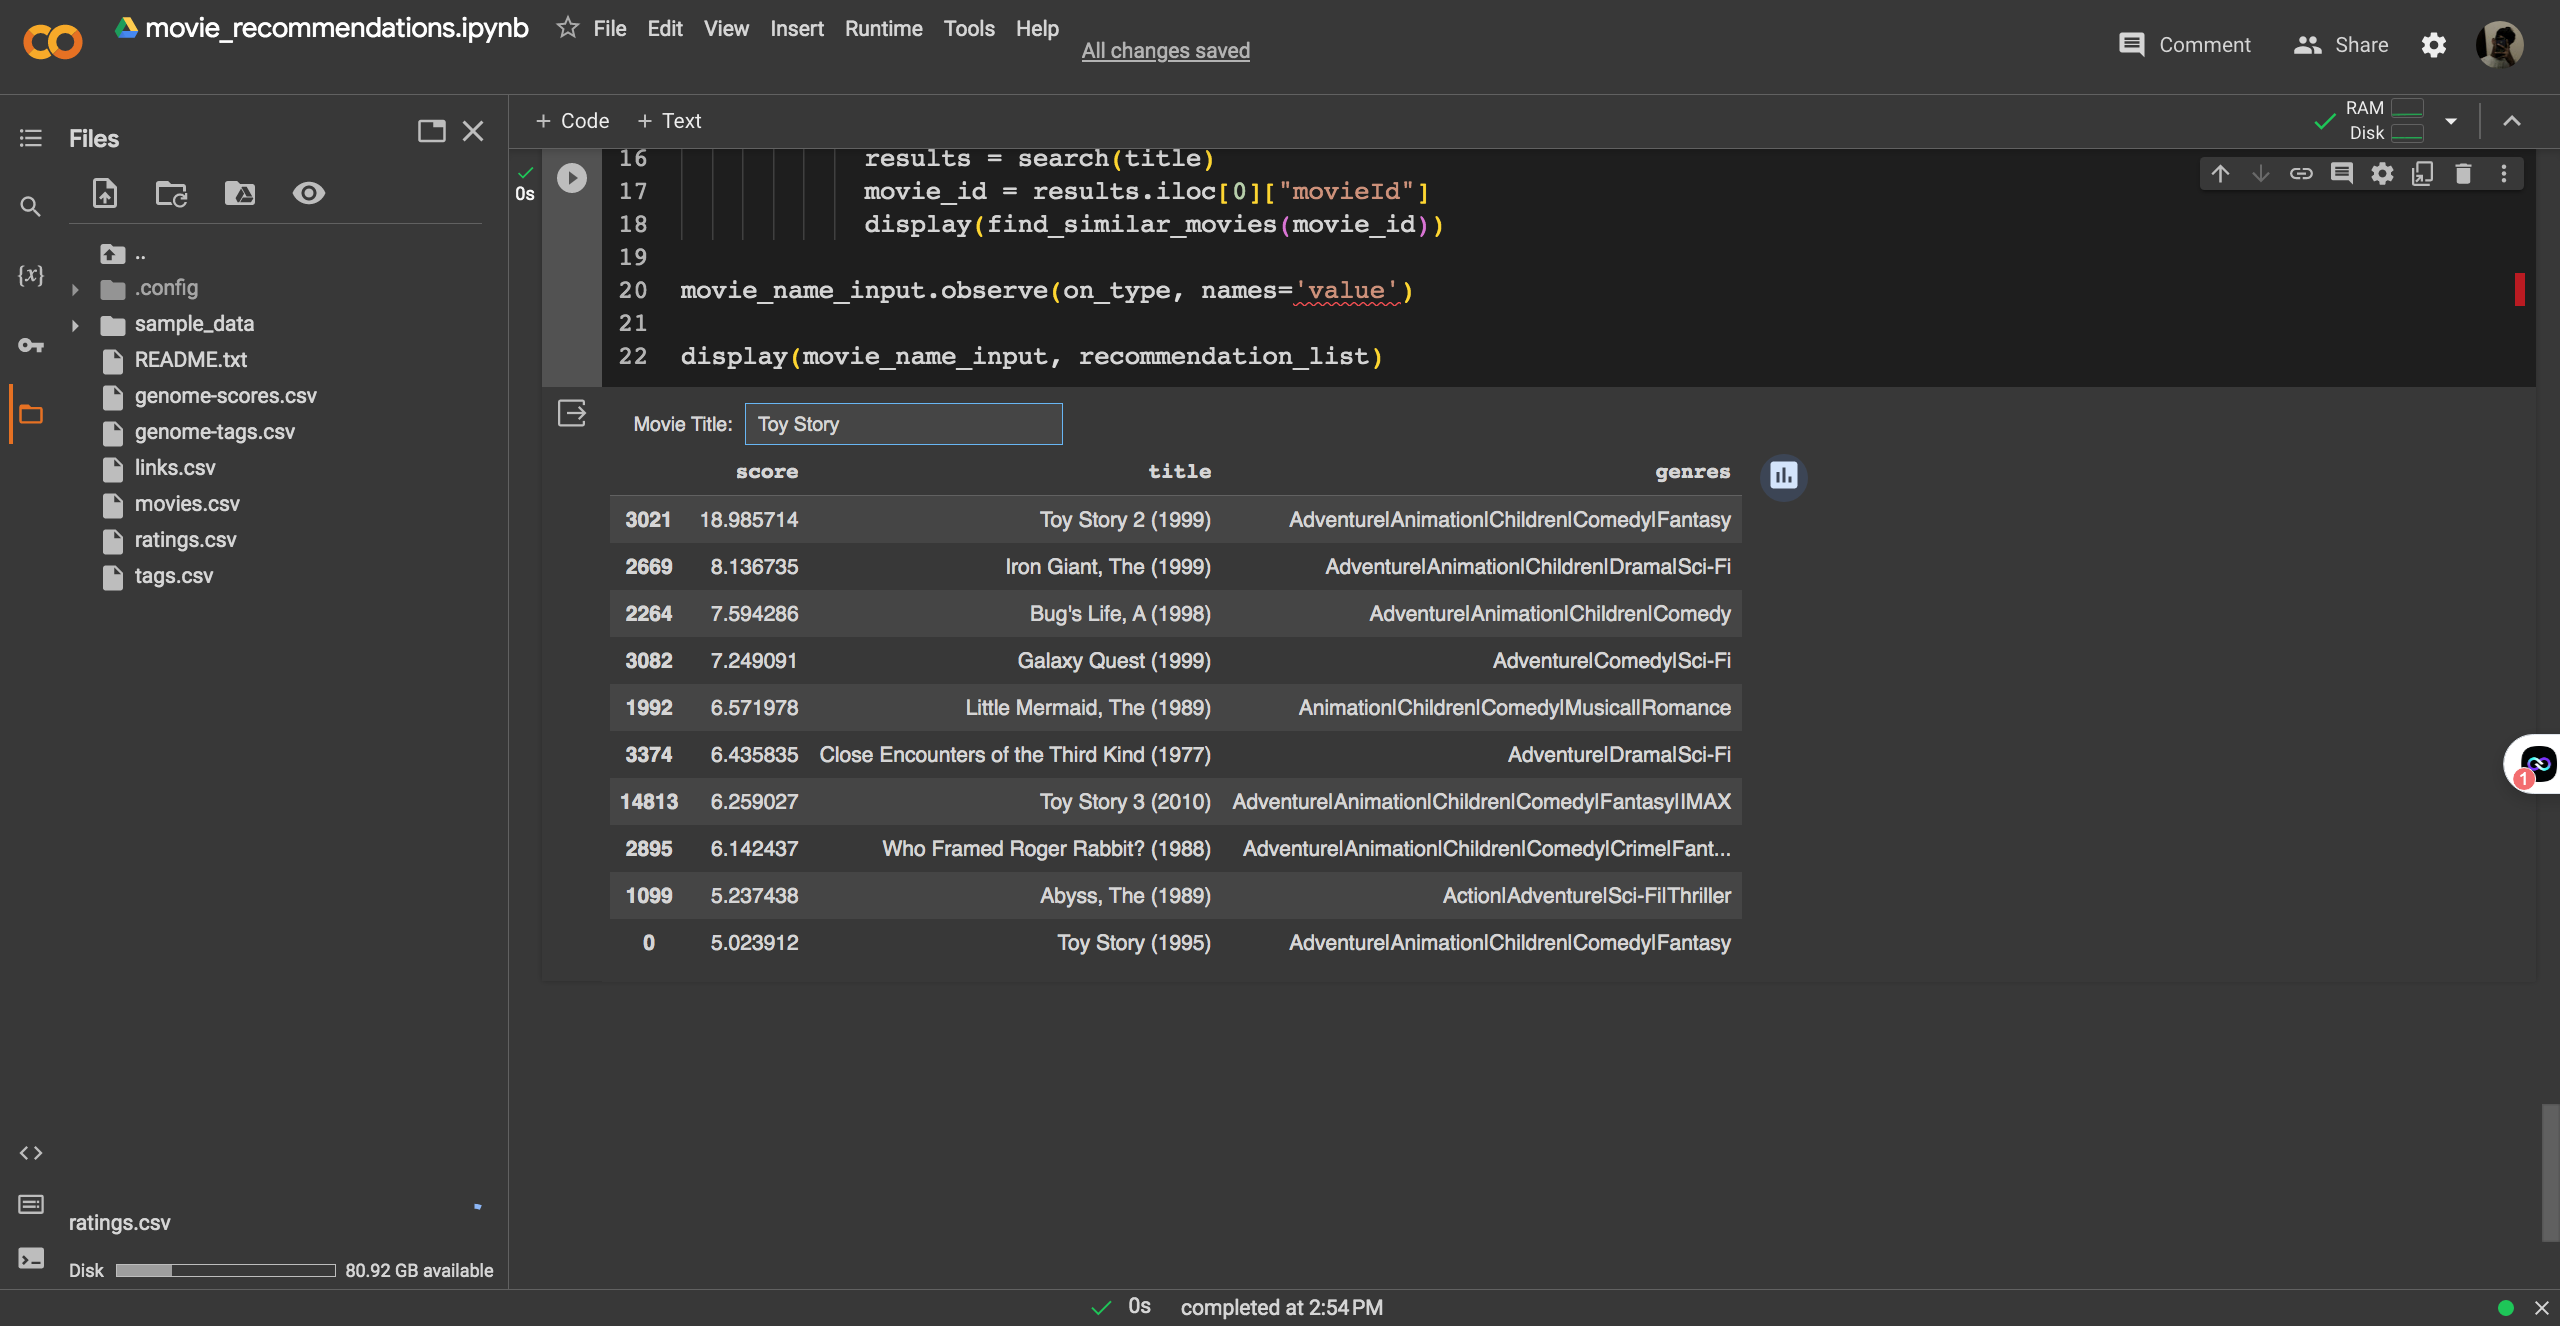 movie_recommendations.ipynb
File Edit View Insert Runtime Tools Help
All changes saved
Comment
Share
Files
+ Code + Text
RAM
Disk
..
.config
sample_data
README.txt
genome-scores.csv
genome-tags.csv
links.csv
movies.csv
ratings.csv
tags.csv
{x}
0s
16 results = search(title)
17 movie_id = results.iloc[0]["movieId"]
18 display(find_similar_movies(movie_id))
19
20 movie_name_input.observe(on_type, names='value')
21
22 display(movie_name_input, recommendation_list)
Movie Title: Toy Story
score title genres
3021 18.985714 Toy Story 2 (1999) Adventure|Animation|Children|Comedy|Fantasy
2669 8.136735 Iron Giant, The (1999) Adventure|Animation|Children|Drama|Sci-Fi
2264 7.594286 Bug's Life, A (1998) Adventure|Animation|Children|Comedy
3082 7.249091 Galaxy Quest (1999) Adventure|Comedy|Sci-Fi
1992 6.571978 Little Mermaid, The (1989) Animation|Children|Comedy|Musical|Romance
3374 6.435835 Close Encounters of the Third Kind (1977) Adventure|Drama|Sci-Fi
14813 6.259027 Toy Story 3 (2010) Adventure|Animation|Children|Comedy|Fantasy|IMAX
2895 6.142437 Who Framed Roger Rabbit? (1988) Adventure|Animation|Children|Comedy|Crime|Fant...
1099 5.237438 Abyss, The (1989) Action|Adventure|Sci-Fi|Thriller
0 5.023912 Toy Story (1995) Adventure|Animation|Children|Comedy|Fantasy
1
ratings.csv
Disk 80.92 GB available
0s completed at 2:54 PM